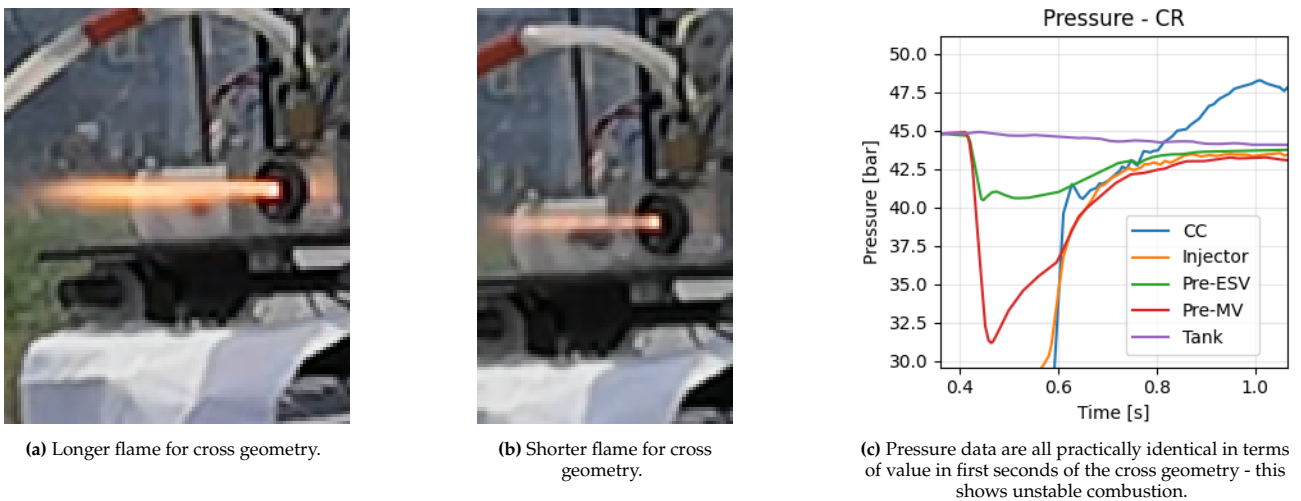 Pressure - CR
50.0
47.5
45.0
42.5
40.0
37.5
35.0
32.5
30.0
Pressure [bar]
CC
Injector
Pre-ESV
Pre-MV
Tank
0.4 0.6 0.8 1.0
Time [s]
(a) Longer flame for cross geometry.
(b) Shorter flame for cross
geometry.
(c) Pressure data are all practically identical in terms
of value in first seconds of the cross geometry - this
shows unstable combustion.